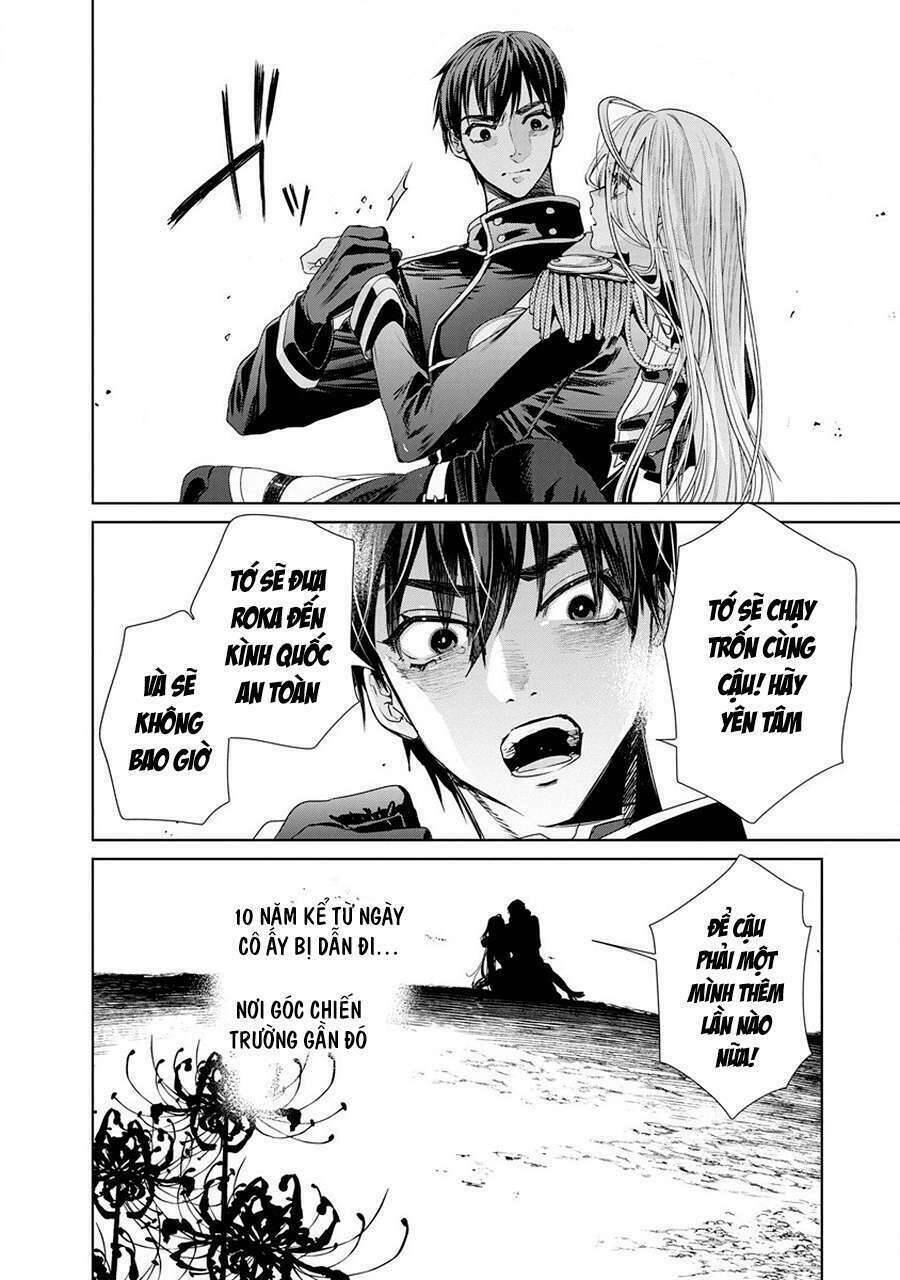 ガッ
TỚ SẼ CHẠY
TRỐN CÙNG
CẬU! HÃY
YÊN TÂM
TỚ SẼ ĐƯA
ROKA ĐẾN
KÌNH QUỐC
AN TOÀN
VÀ SẼ
KHÔNG
BAO GIỜ
ĐỂ CẬU
PHẢI MỘT
MÌNH THÊM
LẦN NÀO
NỮA!
10 NĂM KỂ TỪ NGÀY
CÔ ẤY BỊ DẪN ĐI...
NƠI GÓC CHIẾN
TRƯỜNG GẦN ĐÓ